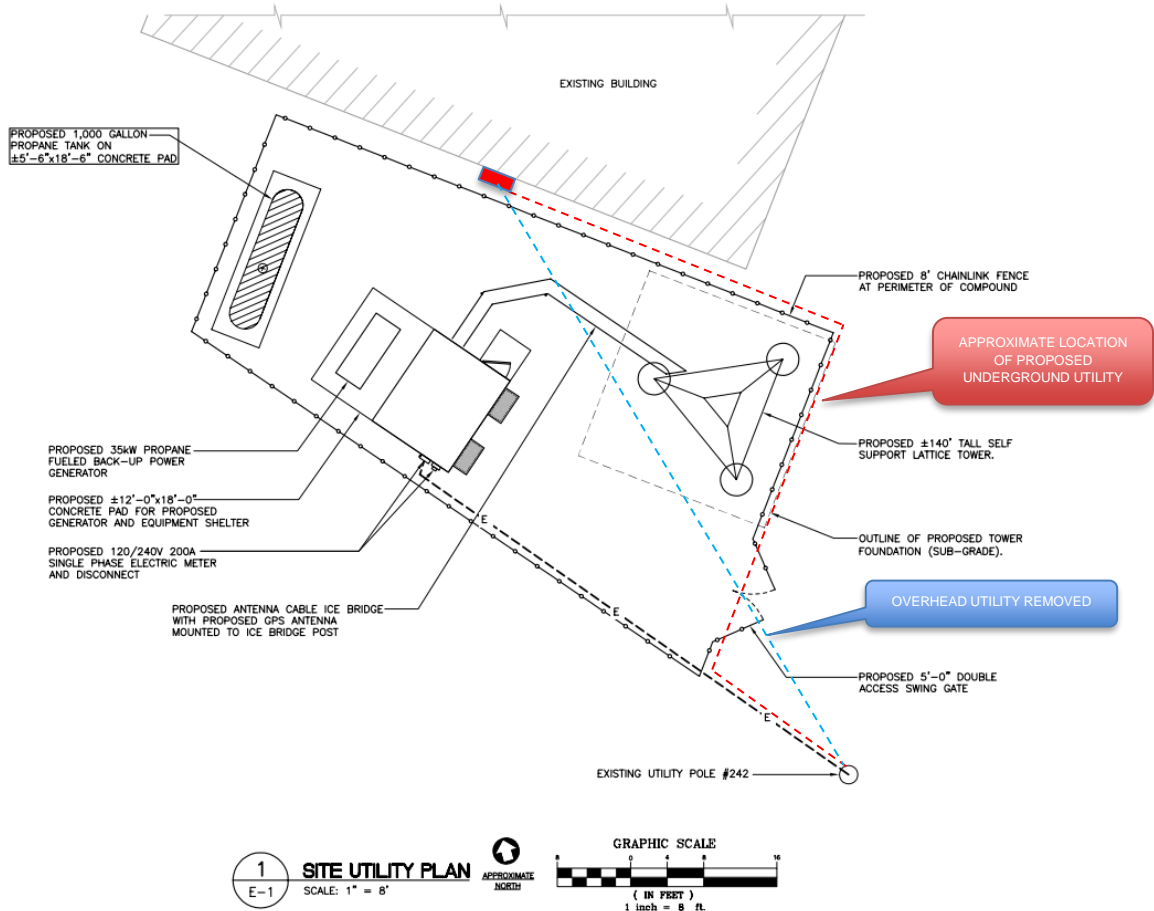 EXISTING BUILDING
PROPOSED 1,000 GALLON
PROPANE TANK ON
±5'-6"x18'-6" CONCRETE PAD
PROPOSED 8' CHAINLINK FENCE
AT PERIMETER OF COMPOUND
APPROXIMATE LOCATION
OF PROPOSED
UNDERGROUND UTILITY
PROPOSED 35kW PROPANE
FUELED BACK-UP POWER
GENERATOR
PROPOSED ±140' TALL SELF
SUPPORT LATTICE TOWER.
PROPOSED ±12'-0"x18'-0"
CONCRETE PAD FOR PROPOSED
GENERATOR AND EQUIPMENT SHELTER
E
OUTLINE OF PROPOSED TOWER
FOUNDATION (SUB-GRADE).
PROPOSED 120/240V 200A
SINGLE PHASE ELECTRIC METER
AND DISCONNECT
OVERHEAD UTILITY REMOVED
PROPOSED ANTENNA CABLE ICE BRIDGE
WITH PROPOSED GPS ANTENNA
MOUNTED TO ICE BRIDGE POST
E
PROPOSED 5'-0" DOUBLE
ACCESS SWING GATE
E
EXISTING UTILITY POLE #242
1
E-1
SITE UTILITY PLAN
SCALE: 1" = 8'
APPROXIMATE
NORTH
GRAPHIC SCALE
8 0 4 8 16
( IN FEET )
1 inch = 8 ft.